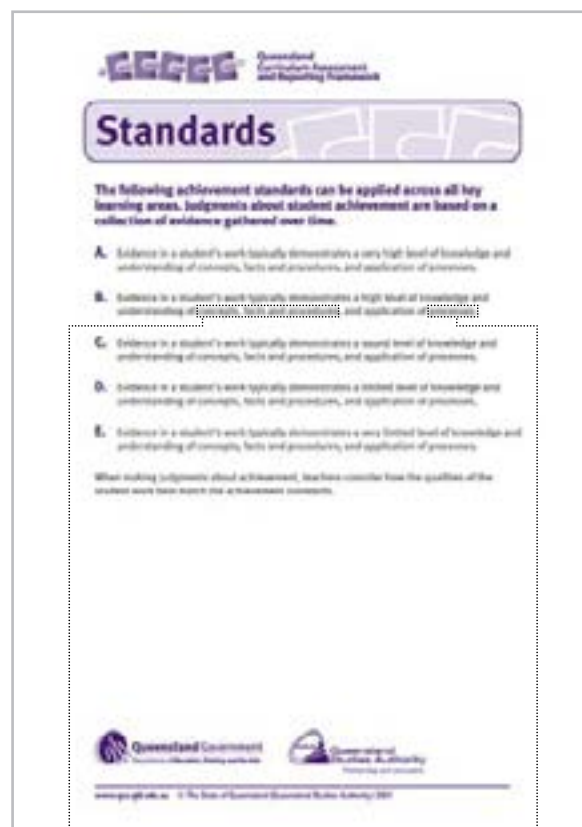 Queensland
Curriculum Assessment
and Reporting Framework
Standards
The following achievement standards can be applied across all key
learning areas. Judgments about student achievement are based on a
collection of evidence gathered over time.
A. Evidence in a student's work typically demonstrates a very high level of knowledge and
understanding of concepts, facts and procedures, and application of processes.
B. Evidence in a student's work typically demonstrates a high level of knowledge and
understanding of concepts, facts and procedures, and application of processes.
C. Evidence in a student's work typically demonstrates a sound level of knowledge and
understanding of concepts, facts and procedures, and application of processes.
D. Evidence in a student's work typically demonstrates a limited level of knowledge and
understanding of concepts, facts and procedures, and application of processes.
E. Evidence in a student's work typically demonstrates a very limited level of knowledge and
understanding of concepts, facts and procedures, and application of processes.
When making judgments about achievement, teachers consider how the qualities of the
student work best match the achievement standards.
Queensland Government
Queensland
Studies Authority
© The State of Queensland (Queensland Studies Authority) 2007